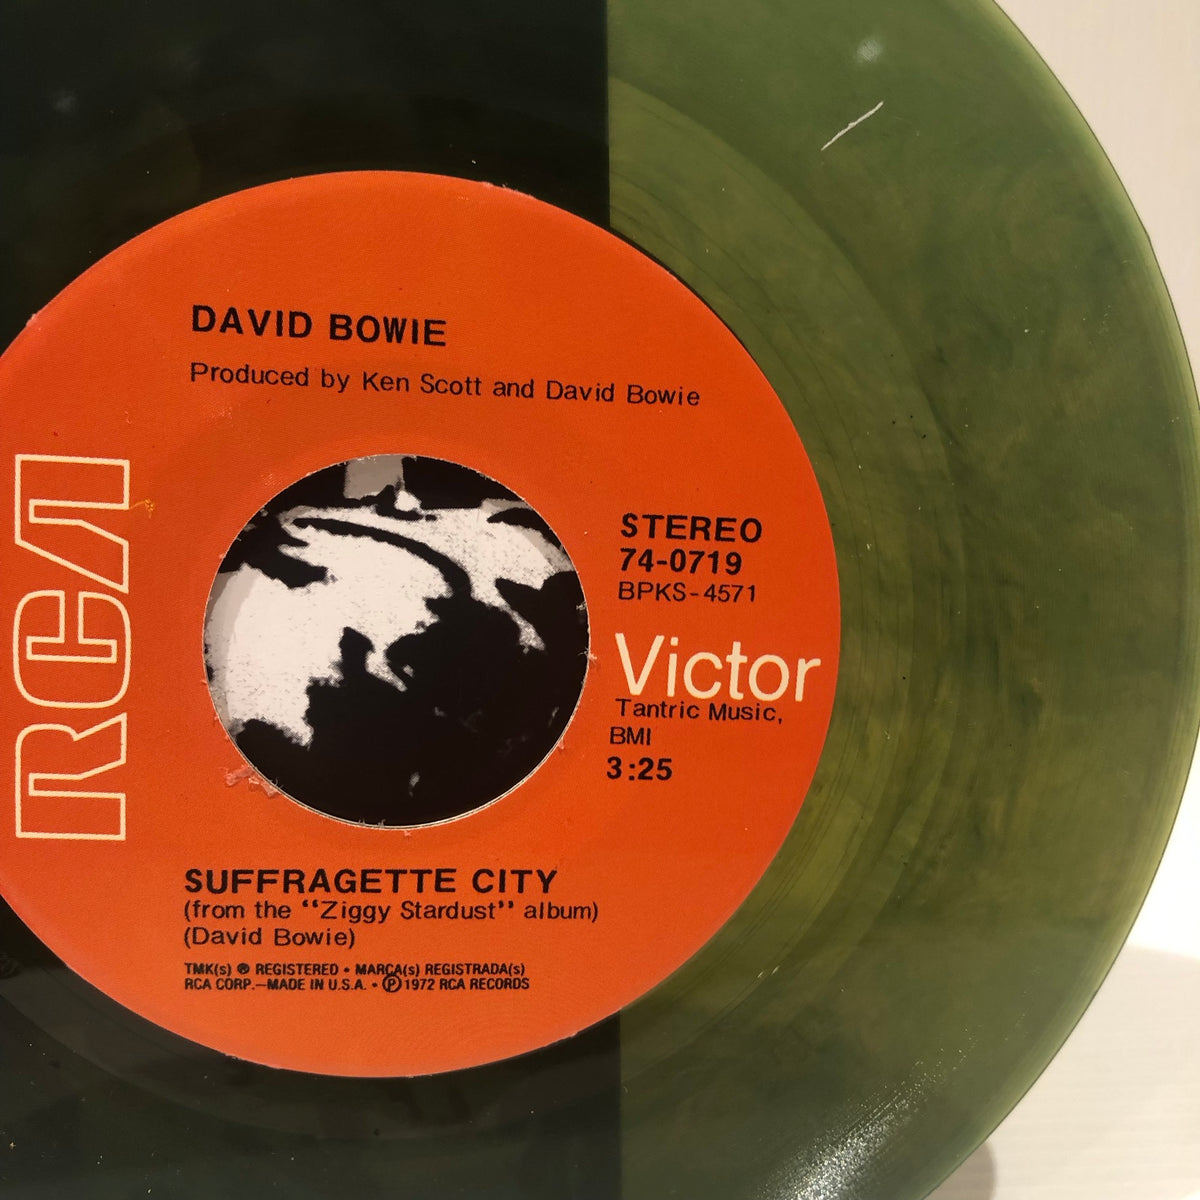 DAVID BOWIE
Produced by Ken Scott and David Bowie
RCA
STEREO
74-0719
BPKS-4571
Victor
Tantric Music,
BMI
3:25
SUFFRAGETTE CITY
(from the “Ziggy Stardust” album)
(David Bowie)
TMK(s) ® REGISTERED • MARCA(s) REGISTRADA(s)
RCA CORP.—MADE IN U.S.A. • ℗ 1972 RCA RECORDS